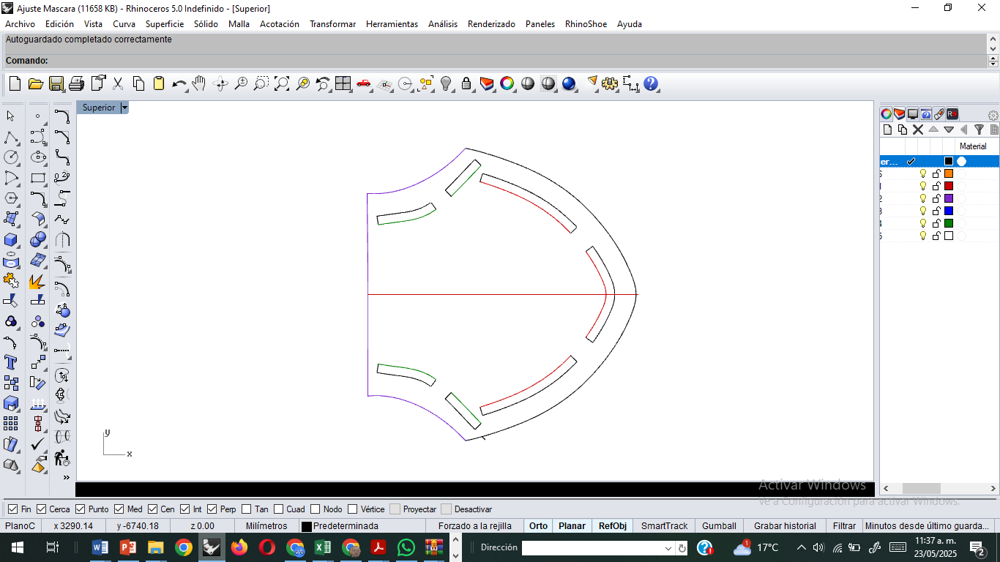 Ajuste Mascara (11658 KB) - Rhinoceros 5.0 Indefinido - [Superior]
Archivo Edición Vista Curva Superficie Sólido Malla Acotación Transformar Herramientas Análisis Renderizado Paneles RhinoShoe Ayuda
Autoguardado completado correctamente
Comando:
Superior
Material
er...
y
x
Activar Windows
Ve a Configuración para activar Windows.
Fin Cerca Punto Med Cen Int Perp Tan Cuad Nodo Vértice Proyectar Desactivar
PlanoC x 3290.14 y -6740.18 z 0.00 Milímetros Predeterminada Forzado a la rejilla Orto Planar RefObj SmartTrack Gumball Grabar historial Filtrar Minutos desde último guarda...
Dirección 17°C 11:37 a. m.
23/05/2025 2